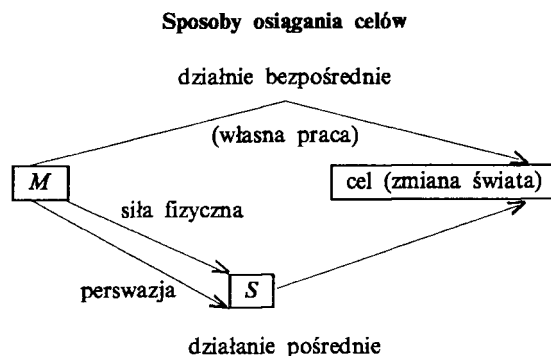 Sposoby osiągania celów
działnie bezpośrednie
(własna praca)
M
cel (zmiana świata)
siła fizyczna
perswazja
S
działanie pośrednie